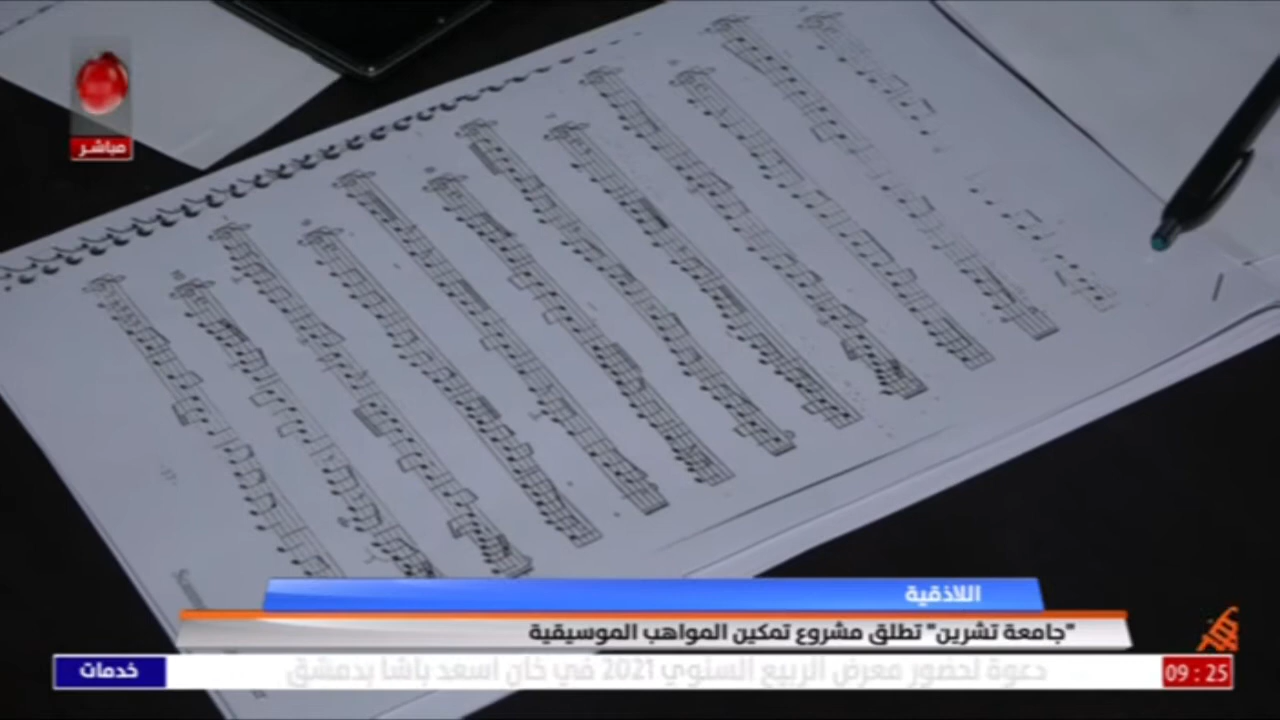 مباشر
اللاذقية
"جامعة تشرين" تطلق مشروع تمكين المواهب الموسيقية
خدمات
دعوة لحضور معرض الربيع السنوي 2021 في خان اسعد باشا بدمشق
09 : 25